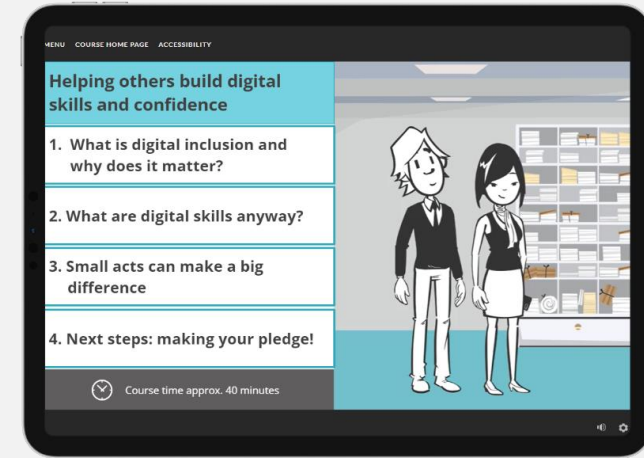 MENU COURSE HOME PAGE ACCESSIBILITY
Helping others build digital
skills and confidence
1. What is digital inclusion and
why does it matter?
2. What are digital skills anyway?
3. Small acts can make a big
difference
4. Next steps: making your pledge!
Course time approx. 40 minutes